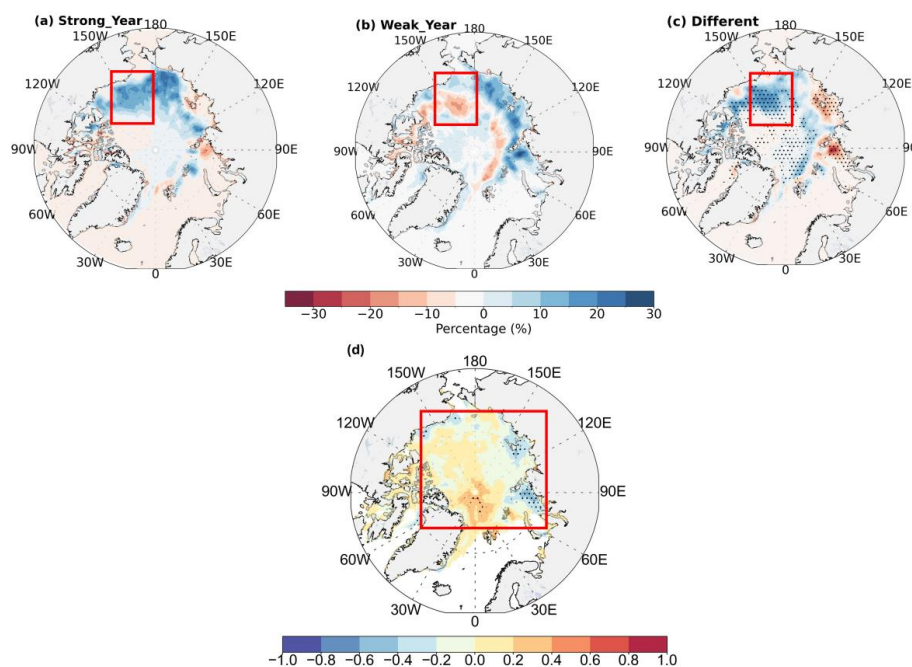 (a) Strong_Year
180
150W
150E
120W
120E
90W
90E
60W
60E
30W
30E
0
(b) Weak_Year
180
150W
150E
120W
120E
90W
90E
60W
60E
30W
30E
0
(c) Different
180
150W
150E
120W
120E
90W
90E
60W
60E
30W
30E
0
−30 −20 −10 0 10 20 30
Percentage (%)
(d)
180
150W
150E
120W
120E
90W
90E
60W
60E
30W
30E
0
−1.0 −0.8 −0.6 −0.4 −0.2 0.0 0.2 0.4 0.6 0.8 1.0